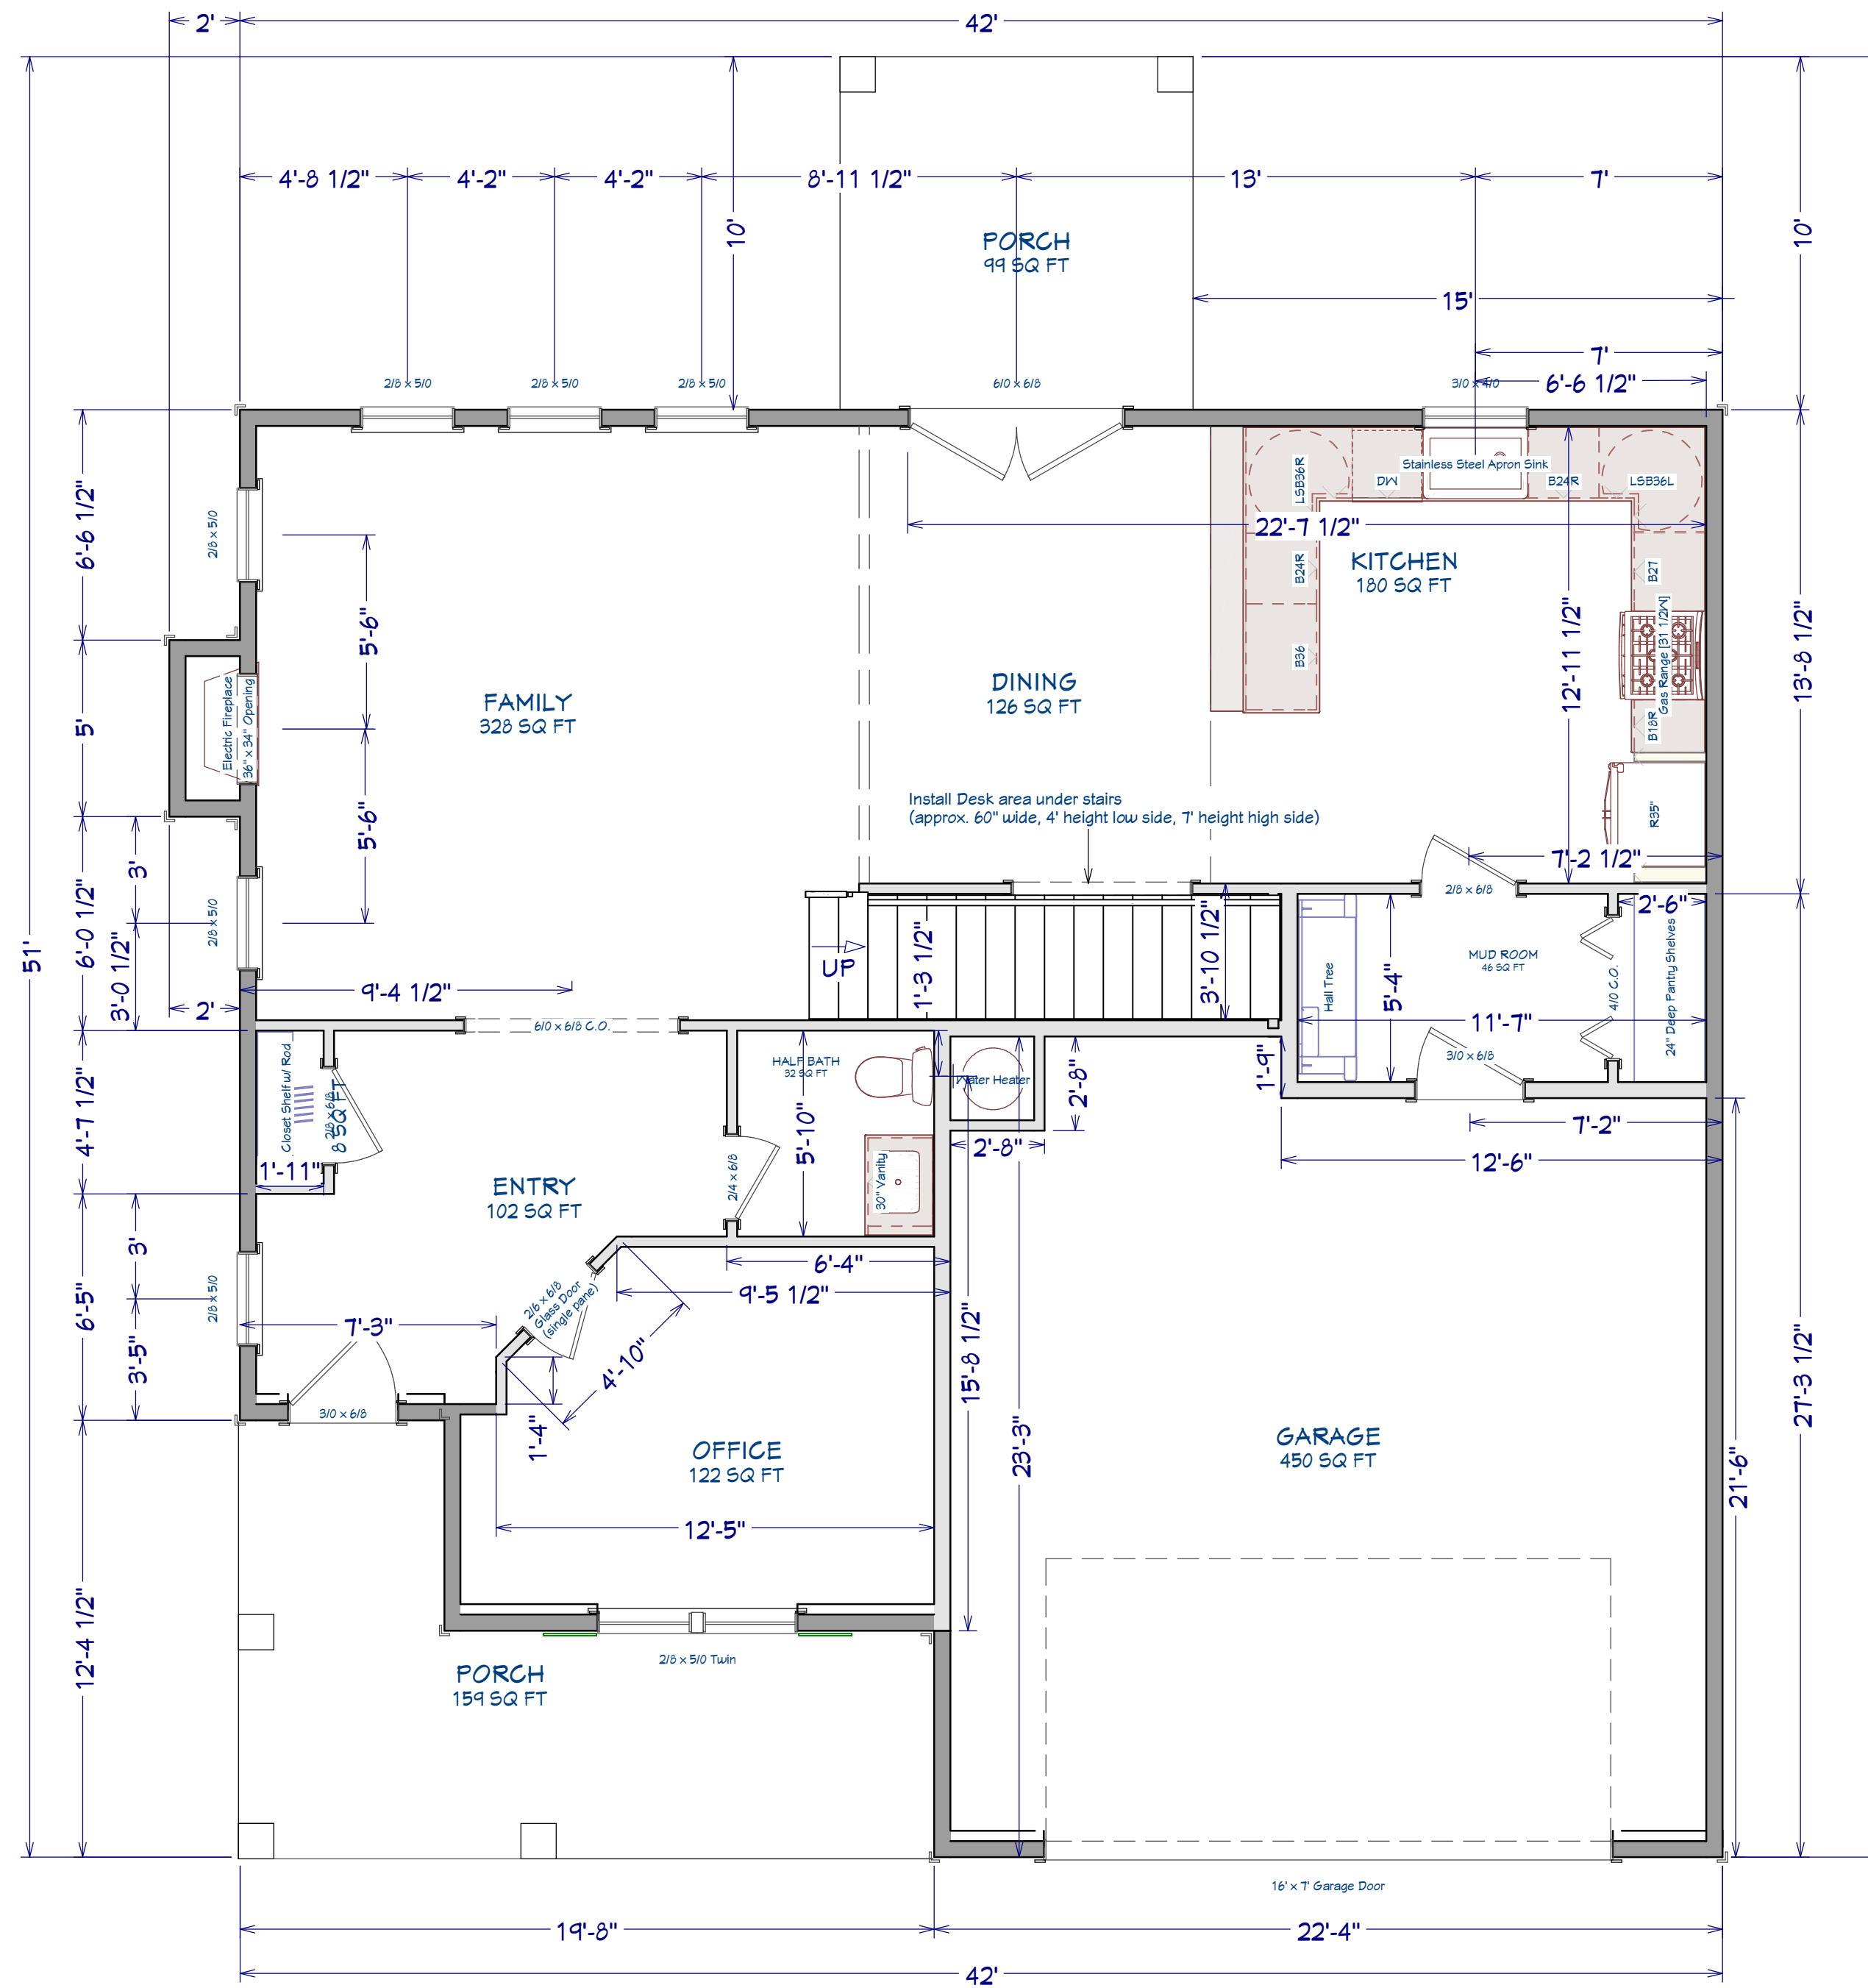 2'
42'
4'-8 1/2"
4'-2"
4'-2"
8'-11 1/2"
13'
7'
10'
10'
PORCH
99 SQ FT
15'
7'
6'-6 1/2"
2/8 x 5/0
2/8 x 5/0
2/8 x 5/0
6/0 x 6/8
3/0 x 4/0
LSB36R
DW
Stainless Steel Apron Sink
B24R
LSB36L
22'-7 1/2"
KITCHEN
180 SQ FT
B24R
B36
B27
Gas Range [31 1/2W]
B18R
R35"
12'-11 1/2"
13'-8 1/2"
6'-6 1/2"
2/8 x 5/0
5'-6"
5'
Electric Fireplace
36" x 34" Opening
FAMILY
328 SQ FT
DINING
126 SQ FT
5'-6"
Install Desk area under stairs
(approx. 60" wide, 4' height low side, 7' height high side)
7'-2 1/2"
2/8 x 6/8
2'-6"
51'
6'-0 1/2"
3'
3'-0 1/2"
2/8 x 5/0
2'
9'-4 1/2"
UP
1'-3 1/2"
3'-10 1/2"
Hall Tree
5'-4"
MUD ROOM
46 SQ FT
4/0 C.O.
24" Deep Pantry Shelves
11'-7"
3/0 x 6/8
6/0 x 6/8 C.O.
4'-7 1/2"
Closet Shelf w/ Rod
2/8 x 6/8
8 SQ FT
1'-11"
HALF BATH
32 SQ FT
5'-10"
2/4 x 6/8
30" Vanity
Water Heater
2'-8"
2'-8"
1'-9"
7'-2"
12'-6"
ENTRY
102 SQ FT
6'-4"
9'-5 1/2"
6'-5"
3'
3'-5"
2/8 x 5/0
7'-3"
2/6 x 6/8
Glass Door
(single pane)
4'-10"
1'-4"
3/0 x 6/8
15'-8 1/2"
23'-3"
27'-3 1/2"
21'-6"
OFFICE
122 SQ FT
GARAGE
450 SQ FT
12'-5"
12'-4 1/2"
PORCH
159 SQ FT
2/8 x 5/0 Twin
16' x 7' Garage Door
19'-8"
22'-4"
42'